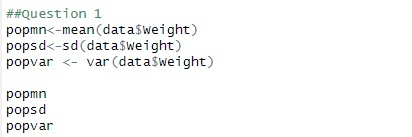 ##Question 1
popmn<-mean(data$Weight)
popsd<-sd(data$Weight)
popvar <- var(data$Weight)
popmn
popsd
popvar